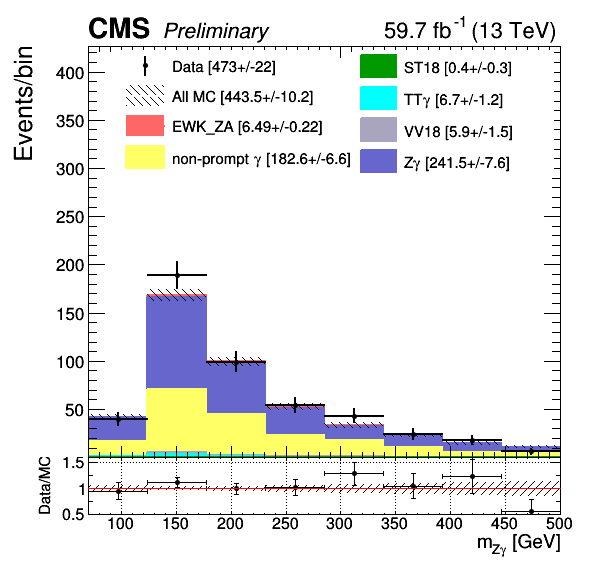 CMS Preliminary 59.7 fb⁻¹ (13 TeV)
Events/bin
Data [473+/-22]
All MC [443.5+/-10.2]
EWK_ZA [6.49+/-0.22]
non-prompt γ [182.6+/-6.6]
ST18 [0.4+/-0.3]
TTγ [6.7+/-1.2]
VV18 [5.9+/-1.5]
Zγ [241.5+/-7.6]
400
350
300
250
200
150
100
50
Data/MC
1.5
1
0.5
100 150 200 250 300 350 400 450 500
m_Zγ [GeV]